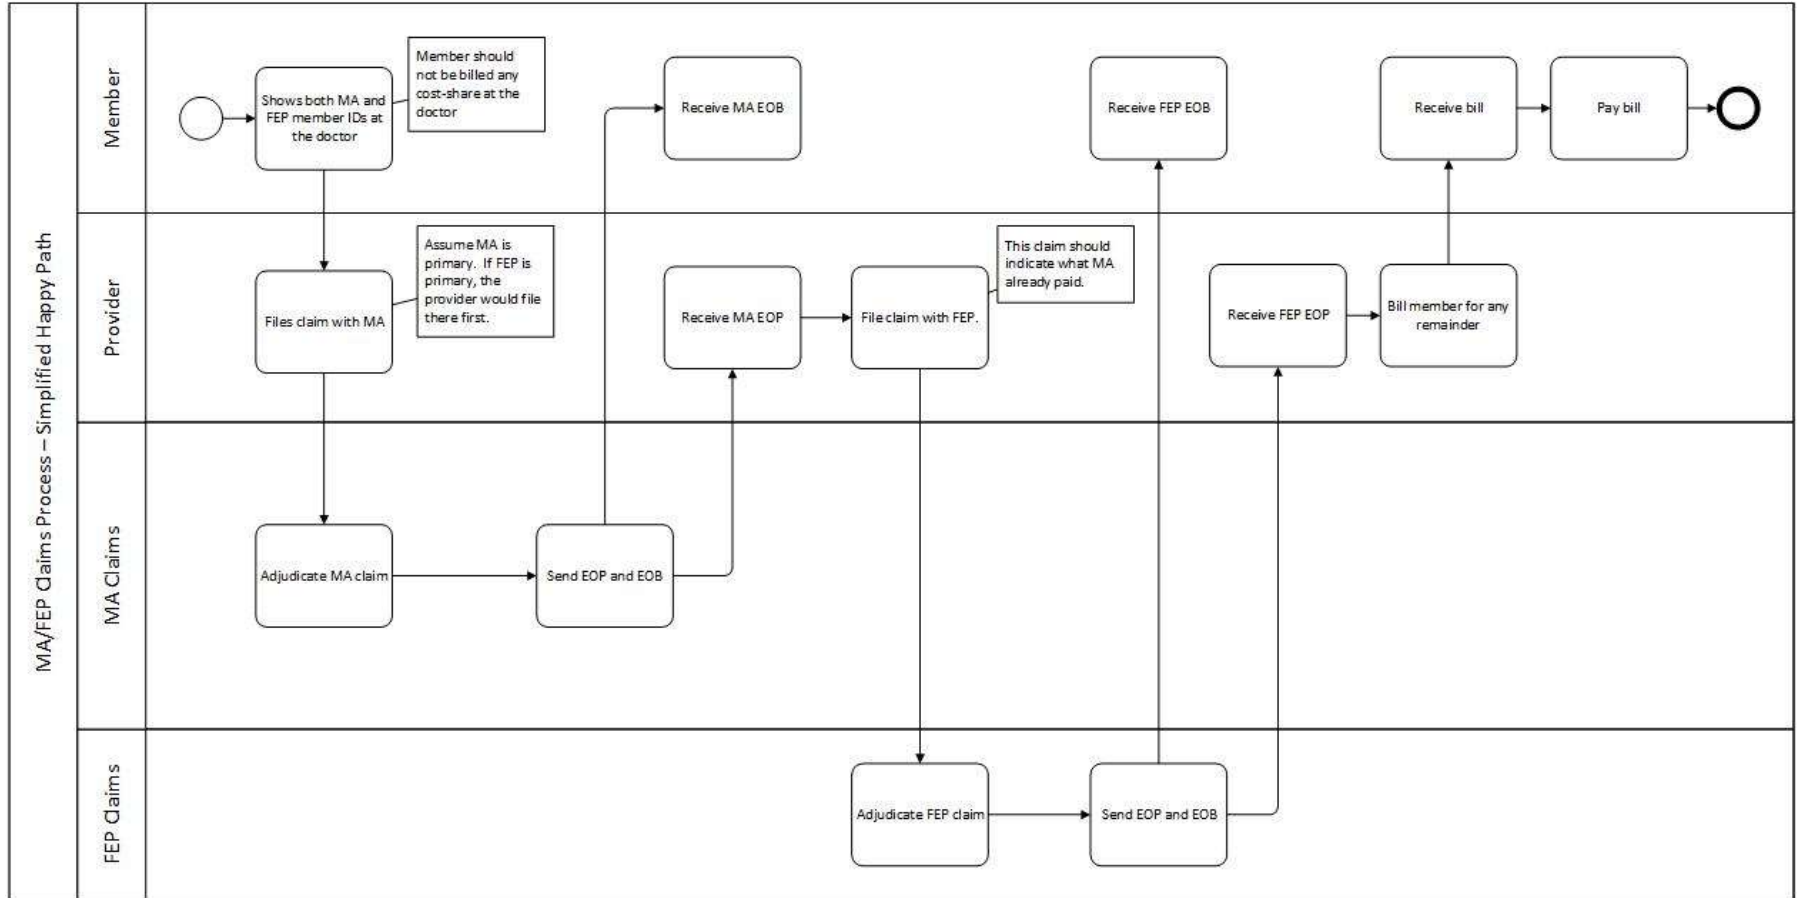 MA/FEP Claims Process – Simplified Happy Path
Member
Shows both MA and
FEP member IDs at
the doctor
Member should
not be billed any
cost-share at the
doctor
Receive MA EOB
Receive FEP EOB
Receive bill
Pay bill
Provider
Files claim with MA
Assume MA is
primary. If FEP is
primary, the
provider would file
there first.
Receive MA EOP
File claim with FEP.
This claim should
indicate what MA
already paid.
Receive FEP EOP
Bill member for any
remainder
MA Claims
Adjudicate MA claim
Send EOP and EOB
FEP Claims
Adjudicate FEP claim
Send EOP and EOB